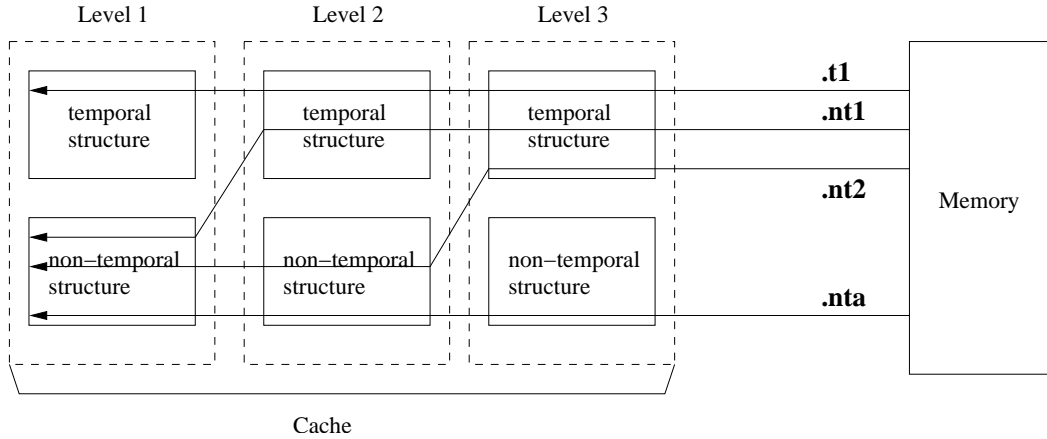 Level 1
Level 2
Level 3
.t1
temporal
structure
temporal
structure
temporal
structure
.nt1
.nt2
Memory
non−temporal
structure
non−temporal
structure
non−temporal
structure
.nta
Cache